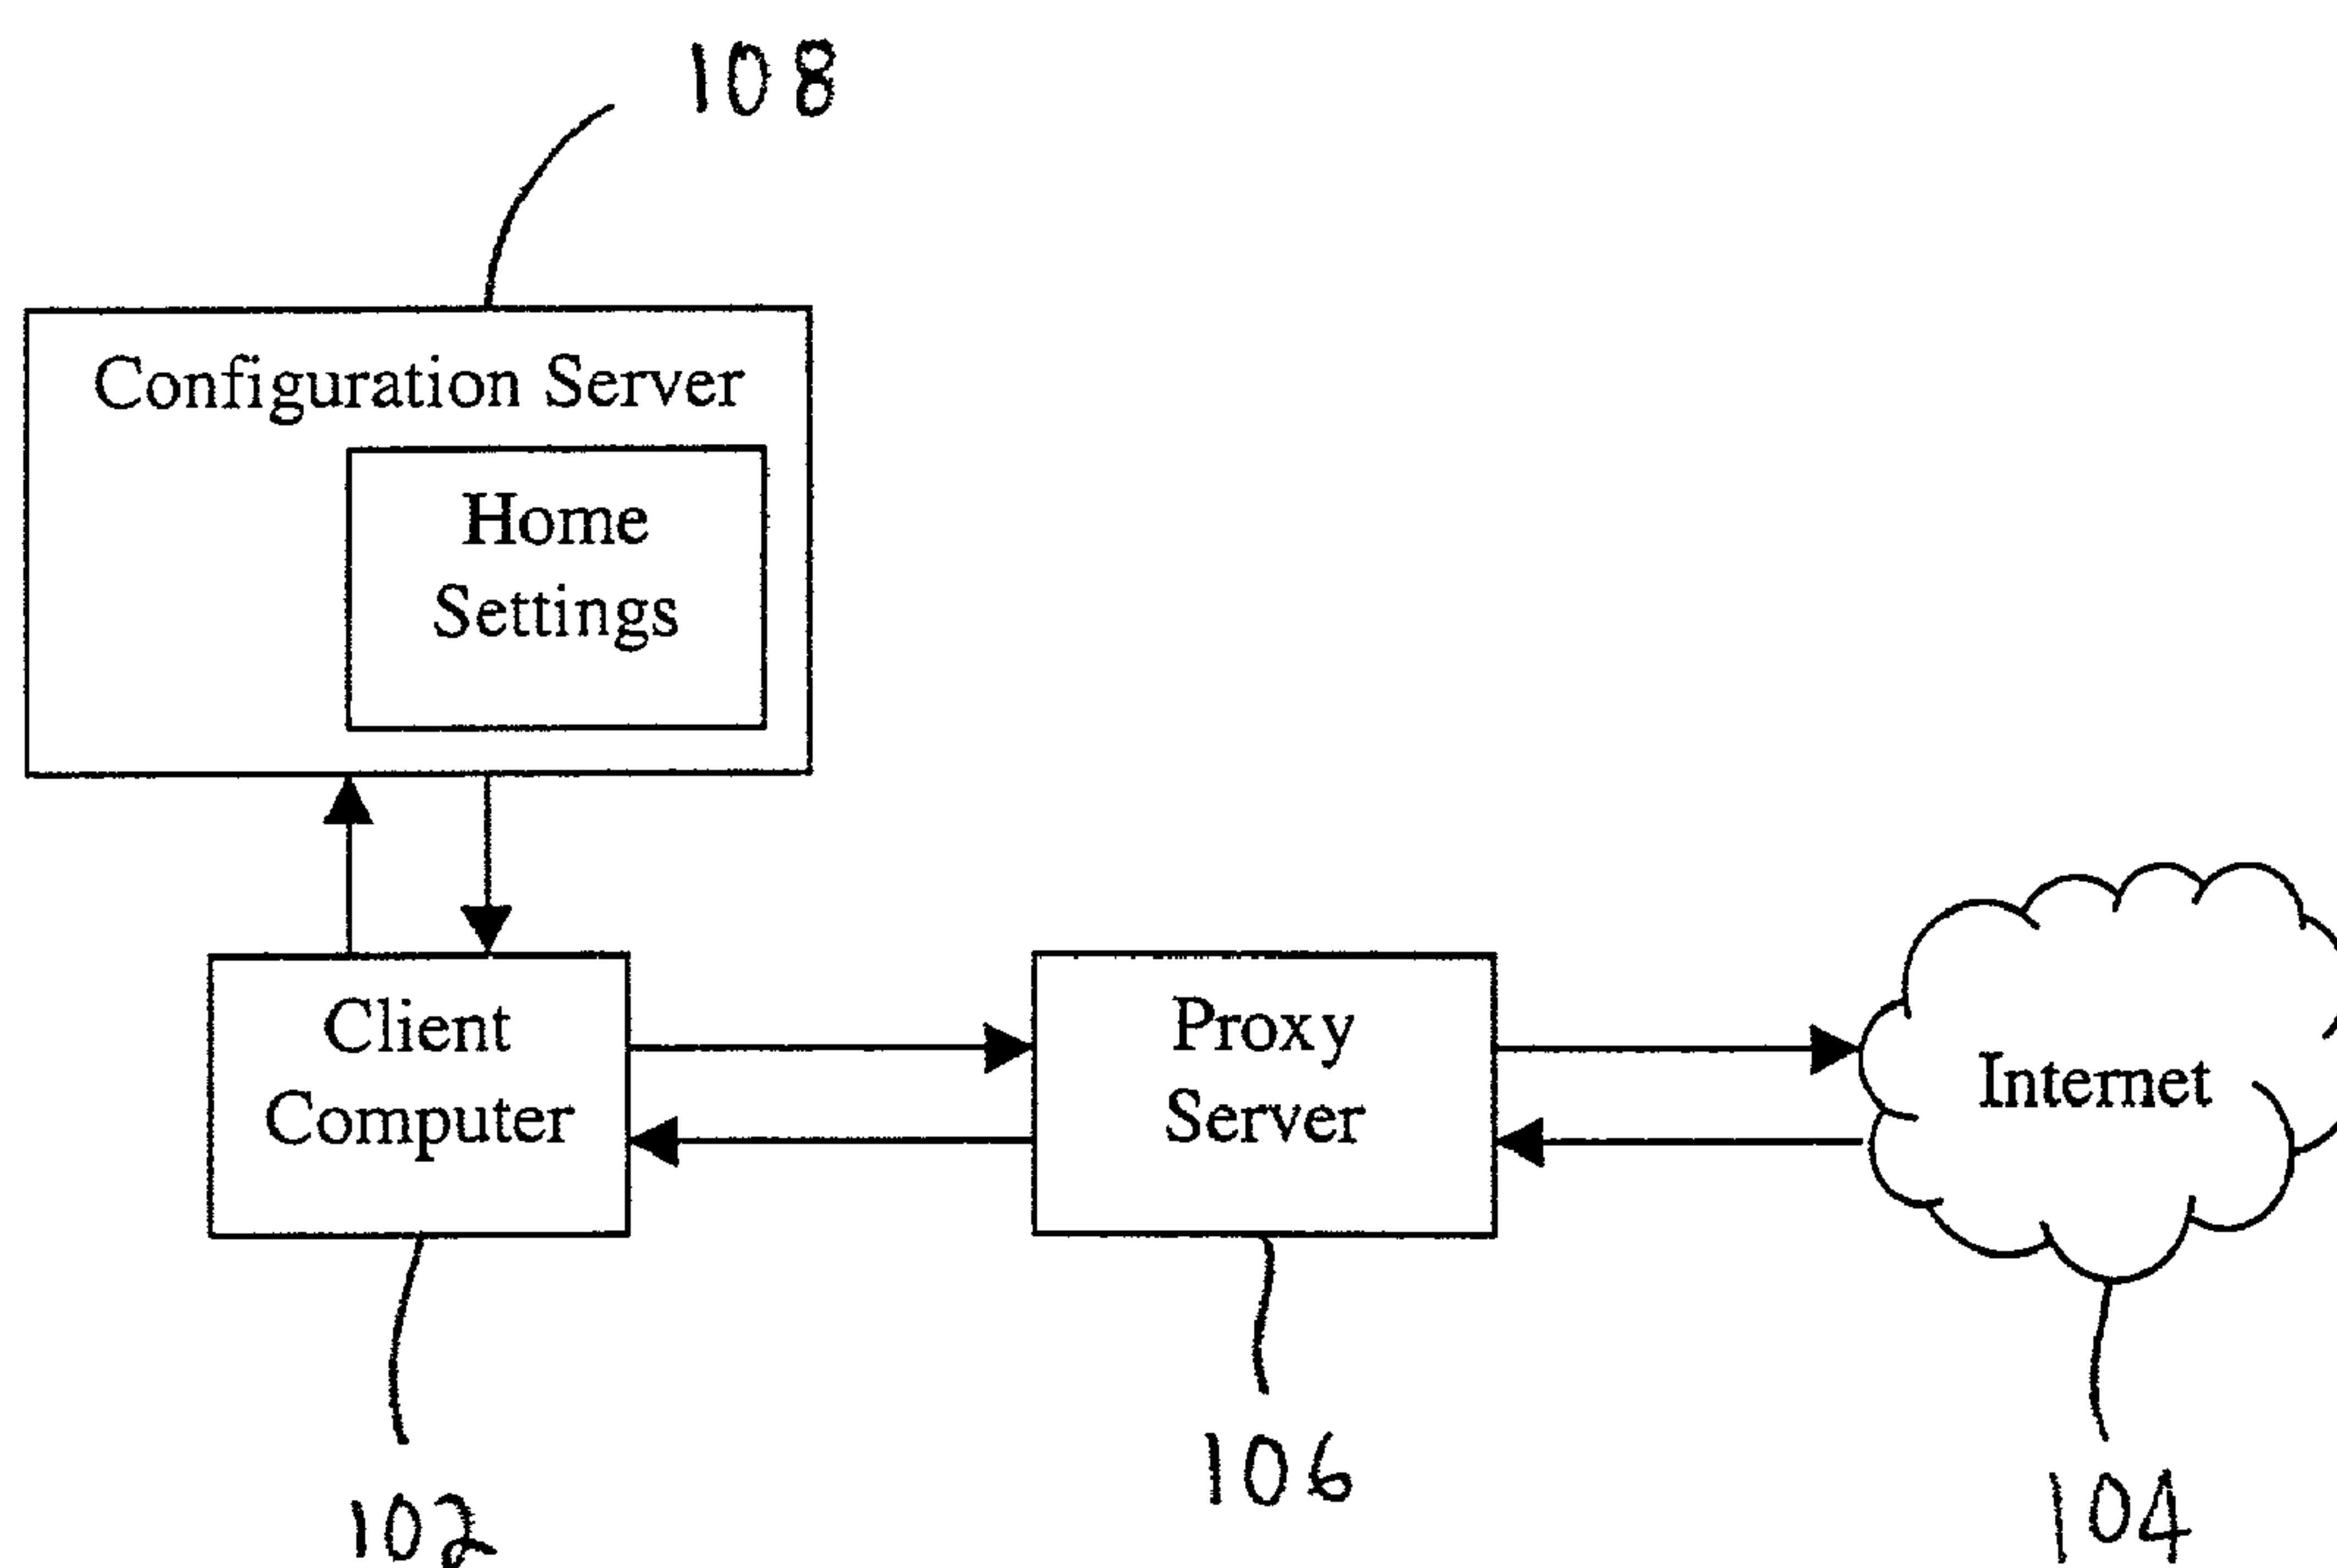 108
Configuration Server
Home
Settings
Client
Computer
Proxy
Server
Internet
102
106
104